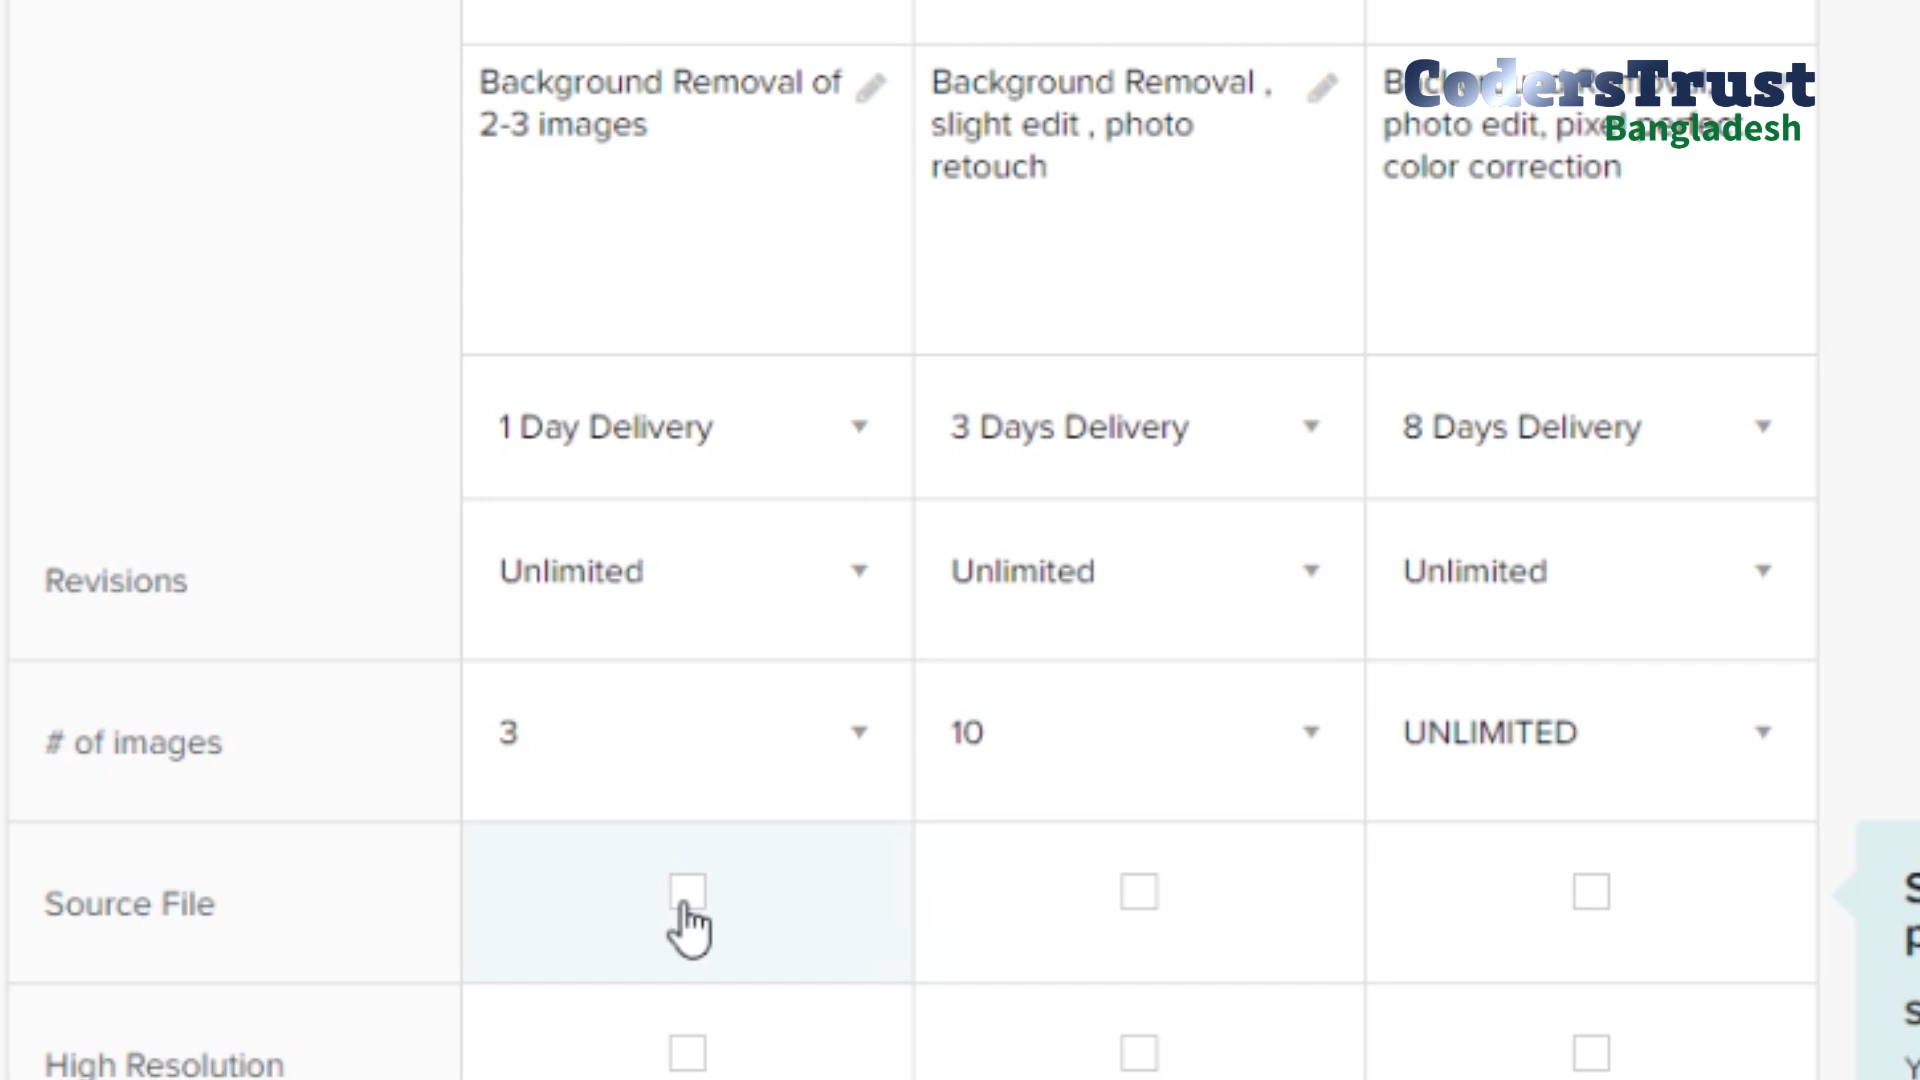 Background Removal of
2-3 images
Background Removal ,
slight edit , photo
retouch
photo edit,
color correction
CodersTrust
Bangladesh
1 Day Delivery
3 Days Delivery
8 Days Delivery
Revisions
Unlimited
Unlimited
Unlimited
# of images
3
10
UNLIMITED
Source File
High Resolution